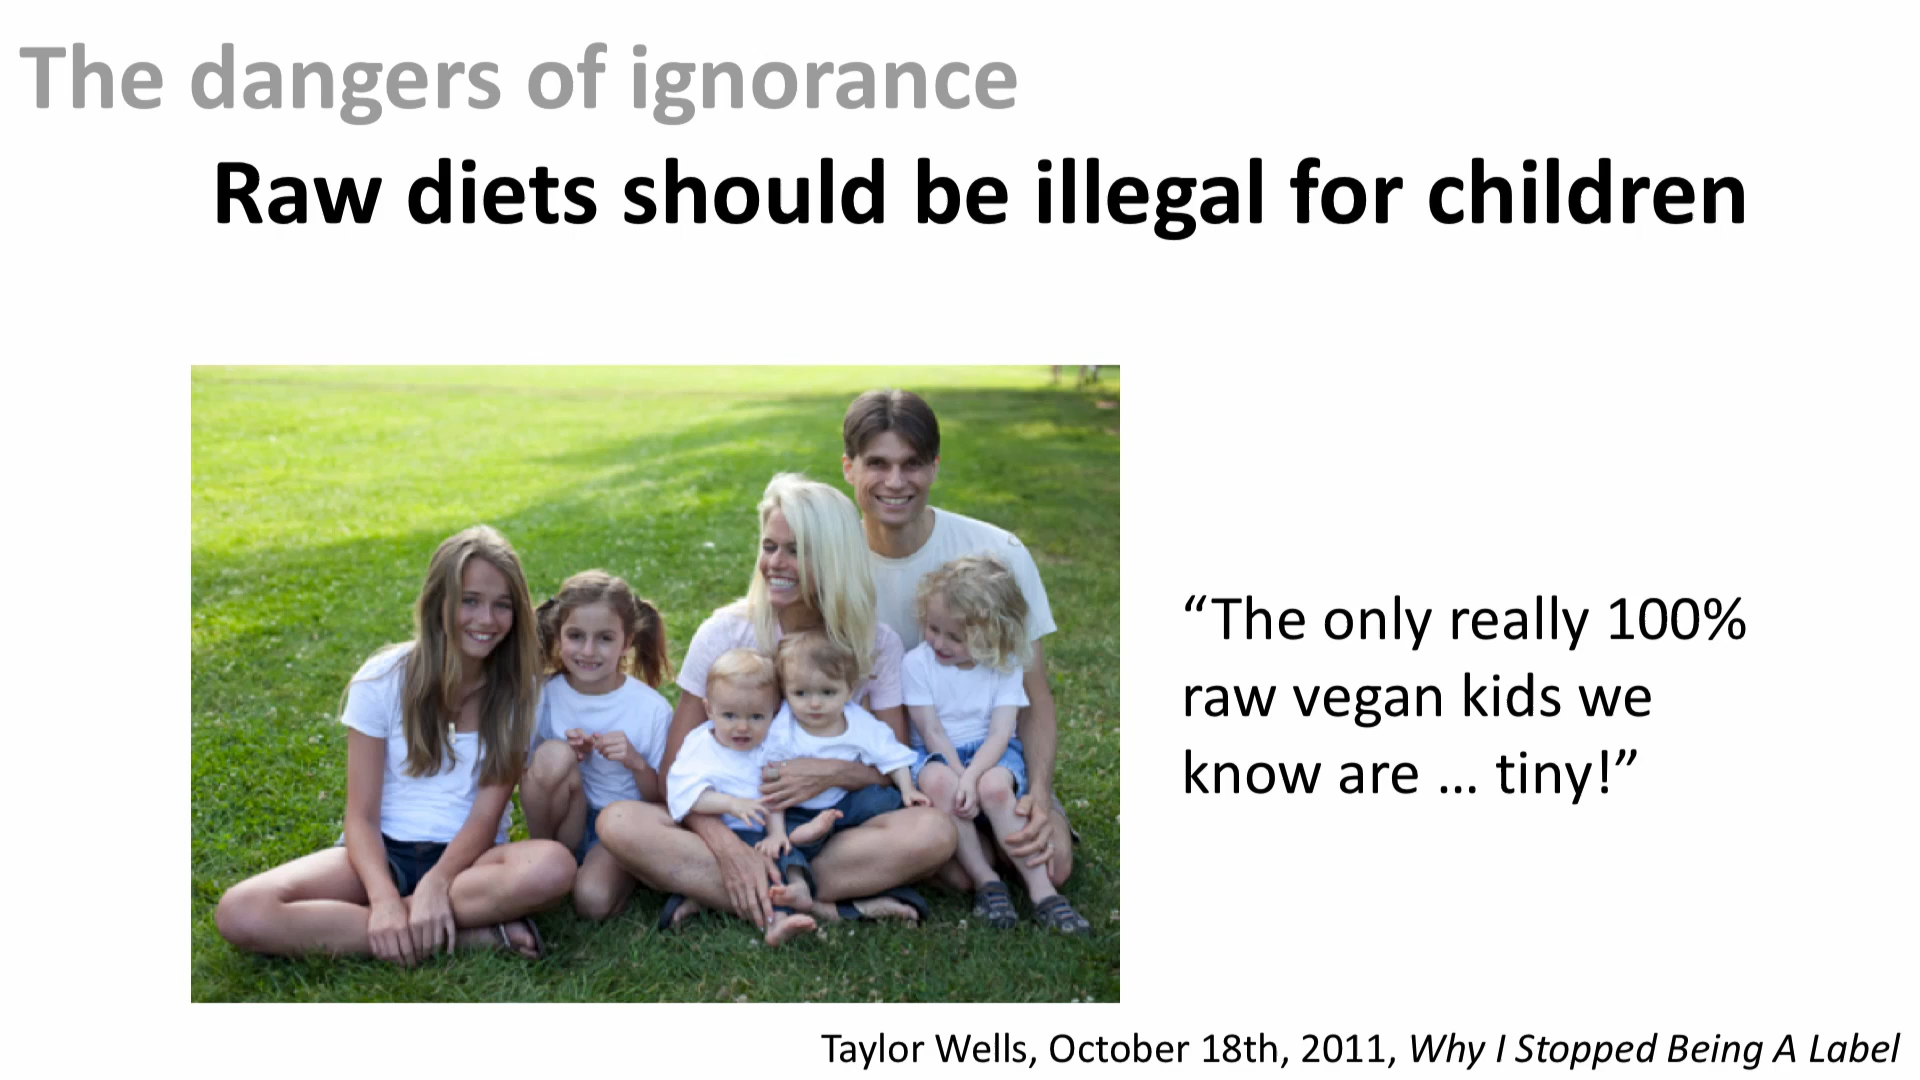 The dangers of ignorance
Raw diets should be illegal for children
“The only really 100%
raw vegan kids we
know are … tiny!”
Taylor Wells, October 18th, 2011, Why I Stopped Being A Label